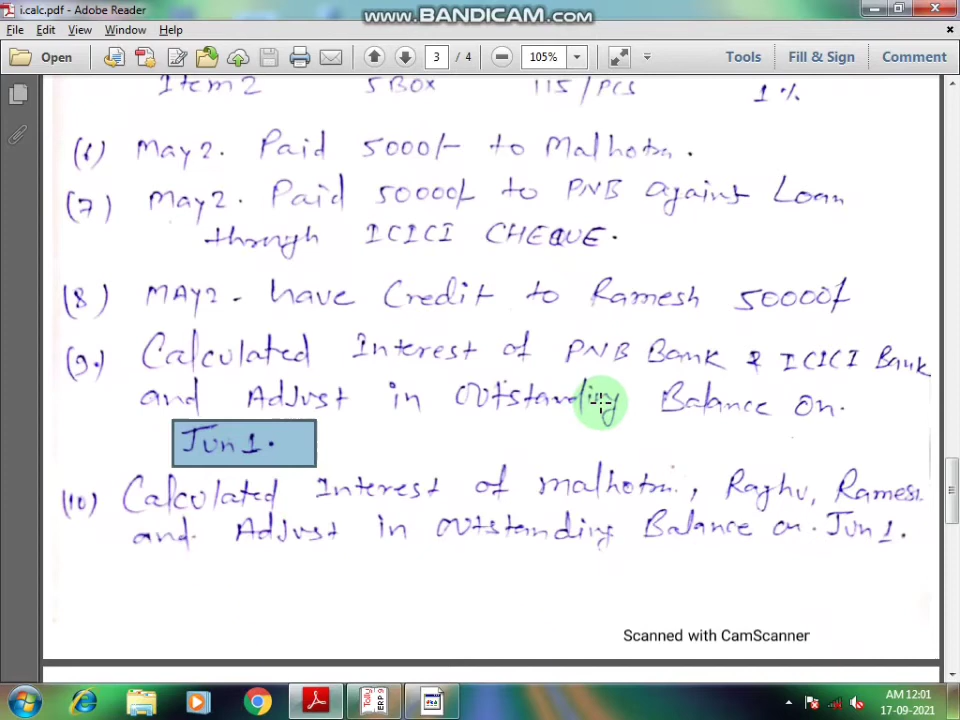 i.calc.pdf - Adobe Reader
www.BANDICAM.com
File Edit View Window Help
Open 3 / 4 105% Tools Fill & Sign Comment
Item 2 5 Box 115/PCS 1 %
(6) May 2. Paid 5000/- to Malhotra.
(7) May 2. Paid 50000/- to PNB against Loan
through ICICI CHEQUE.
(8) MAY 2 - have Credit to Ramesh 50000/-
(9.) Calculated Interest of PNB Bank & ICICI Bank
and Adjust in Outstanding Balance on.
Jun 1.
(10) Calculated Interest of Malhotra, Raghu, Ramesh
and. Adjust in Outstanding Balance on. Jun 1.
Scanned with CamScanner
Tally ERP 9
AM 12:01
17-09-2021